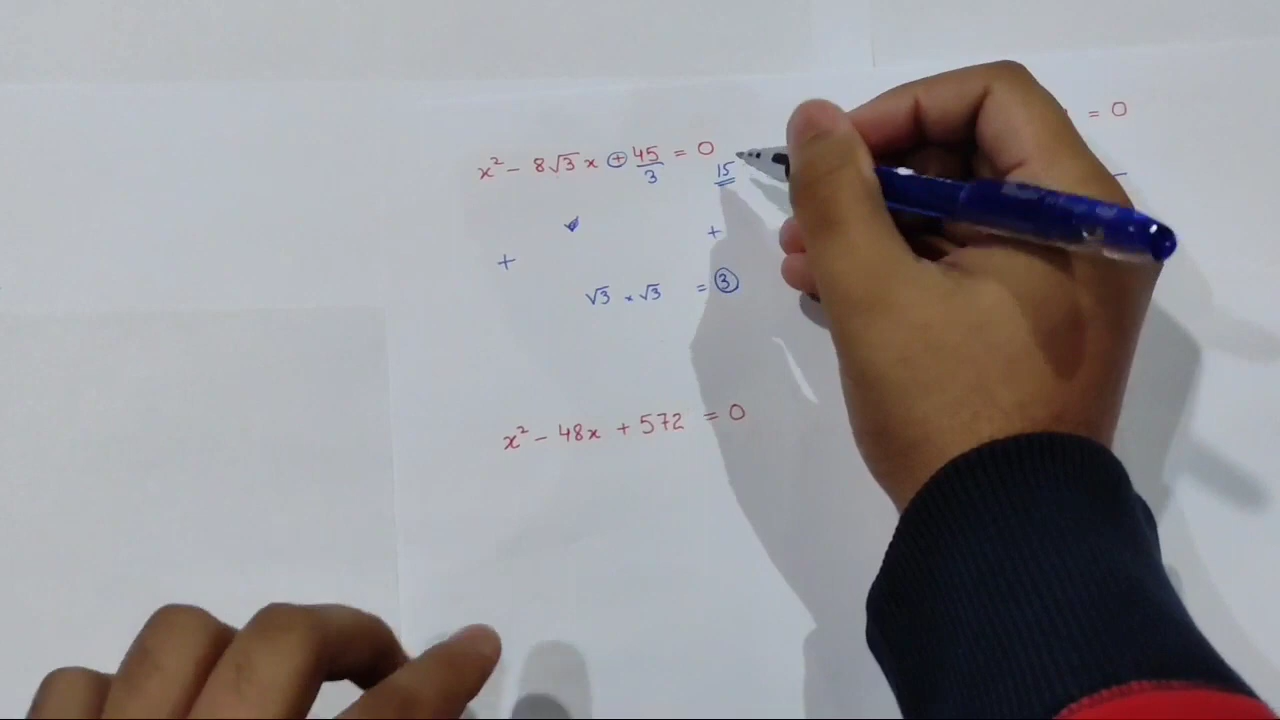 x² - 8√3 x + 45 = 0
3
15
= 0
+ +
√3 × √3 = 3
x² - 48x + 572 = 0